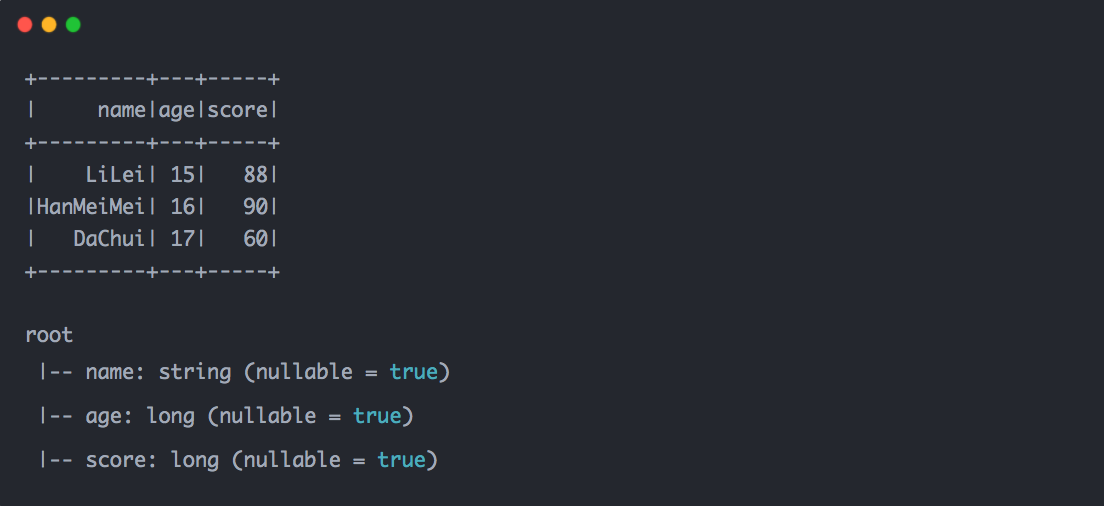 +---------+---+-----+
|     name|age|score|
+---------+---+-----+
|    LiLei| 15|   88|
|HanMeiMei| 16|   90|
|   DaChui| 17|   60|
+---------+---+-----+
root
 |-- name: string (nullable = true)
 |-- age: long (nullable = true)
 |-- score: long (nullable = true)